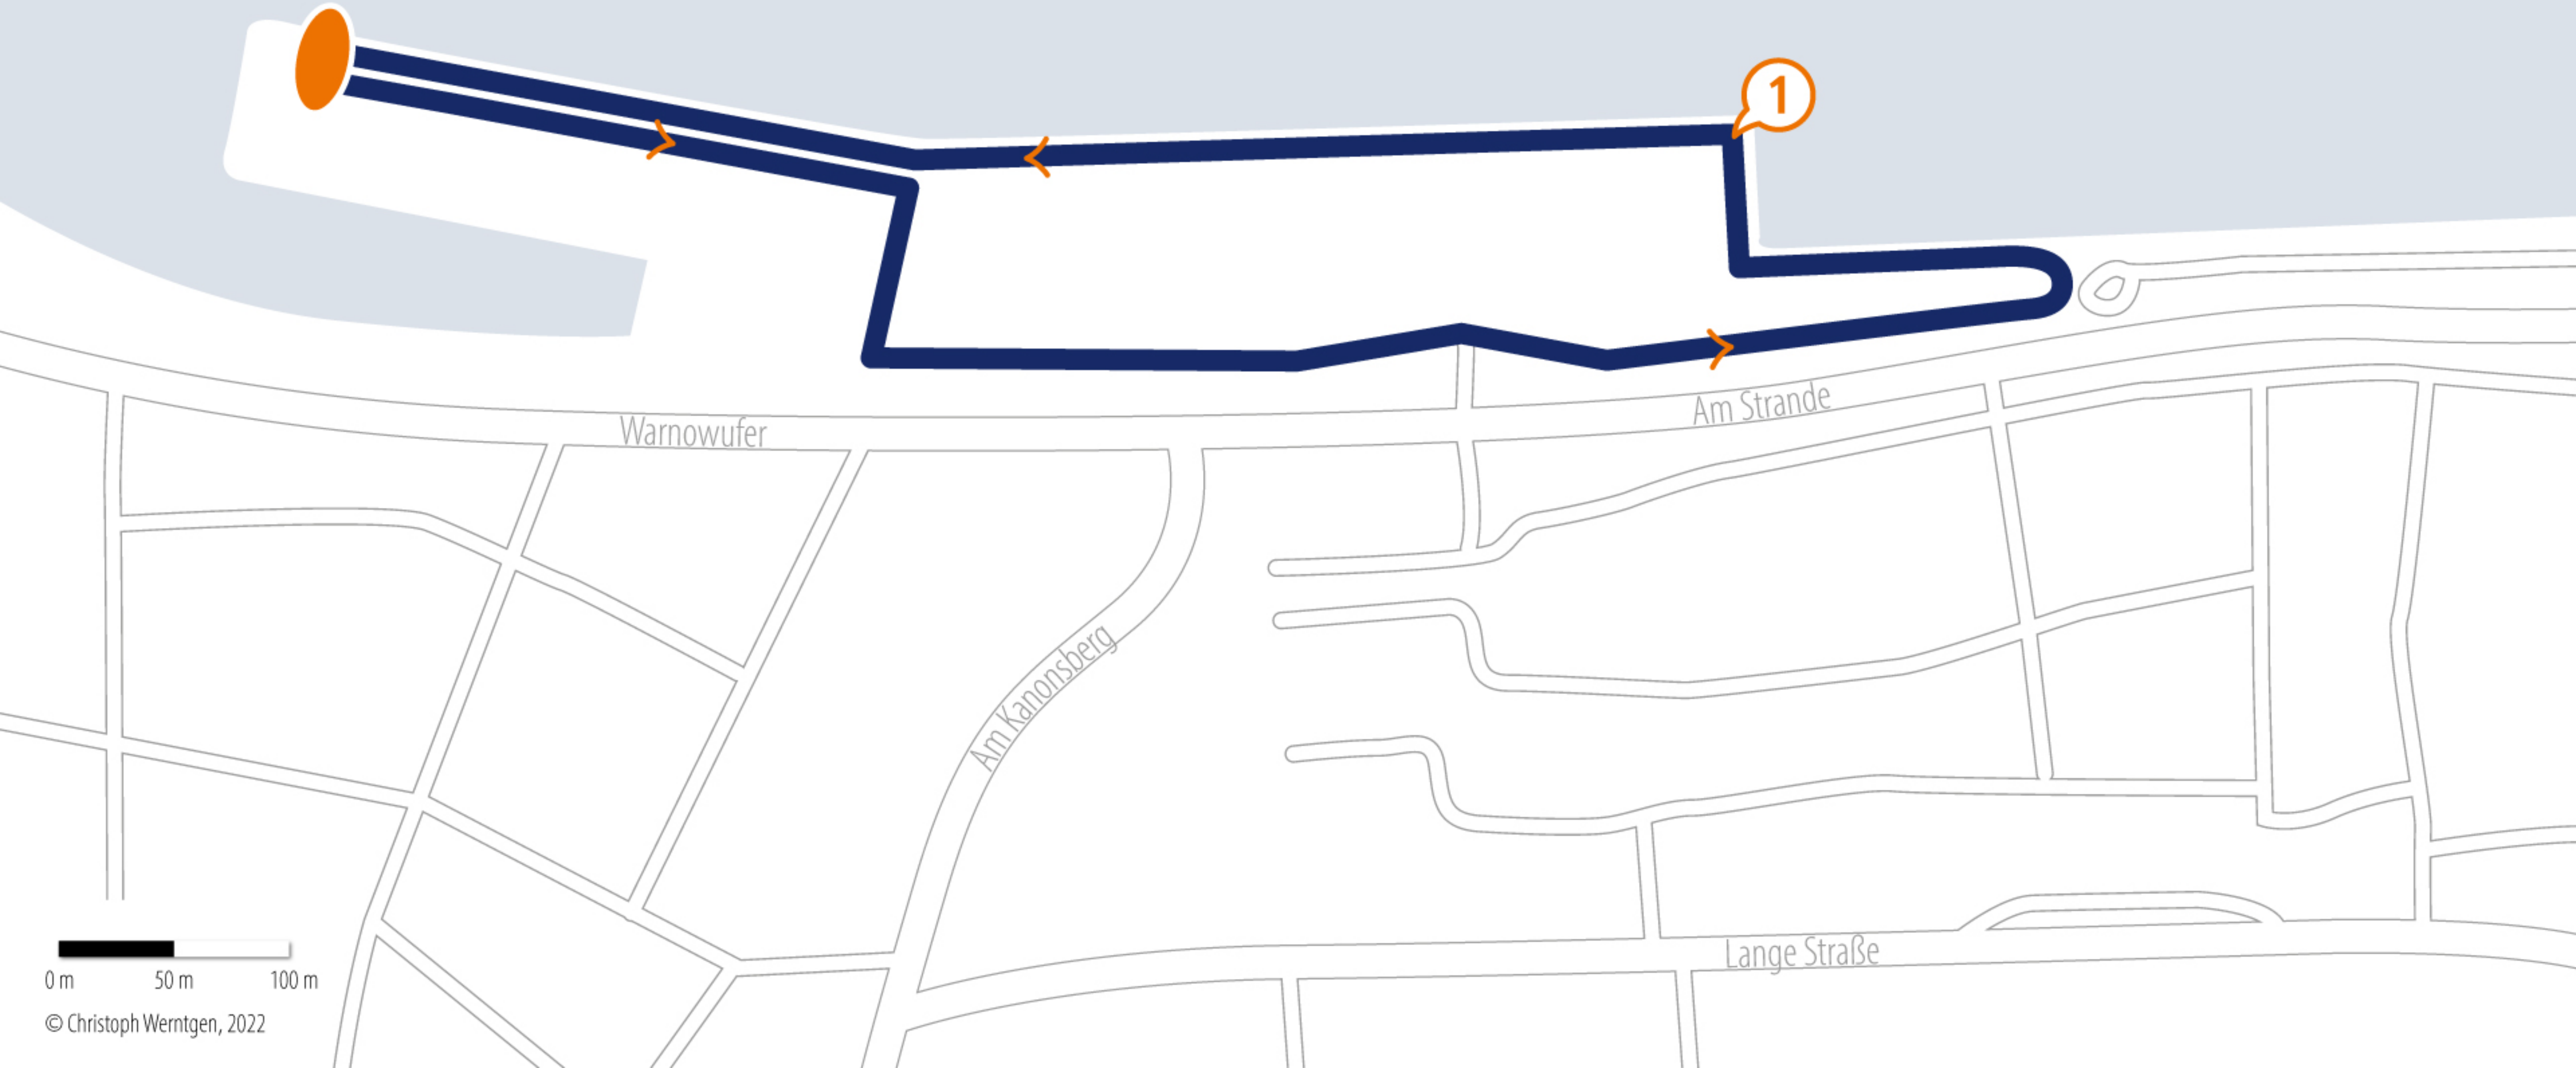 1
Am Strande
Warnowufer
Am Kanonsberg
Lange Straße
0 m 50 m 100 m
© Christoph Werntgen, 2022